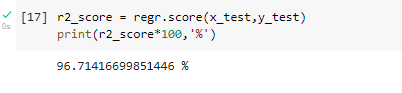 [17] r2_score = regr.score(x_test,y_test)
0s print(r2_score*100,'%')
96.71416699851446 %